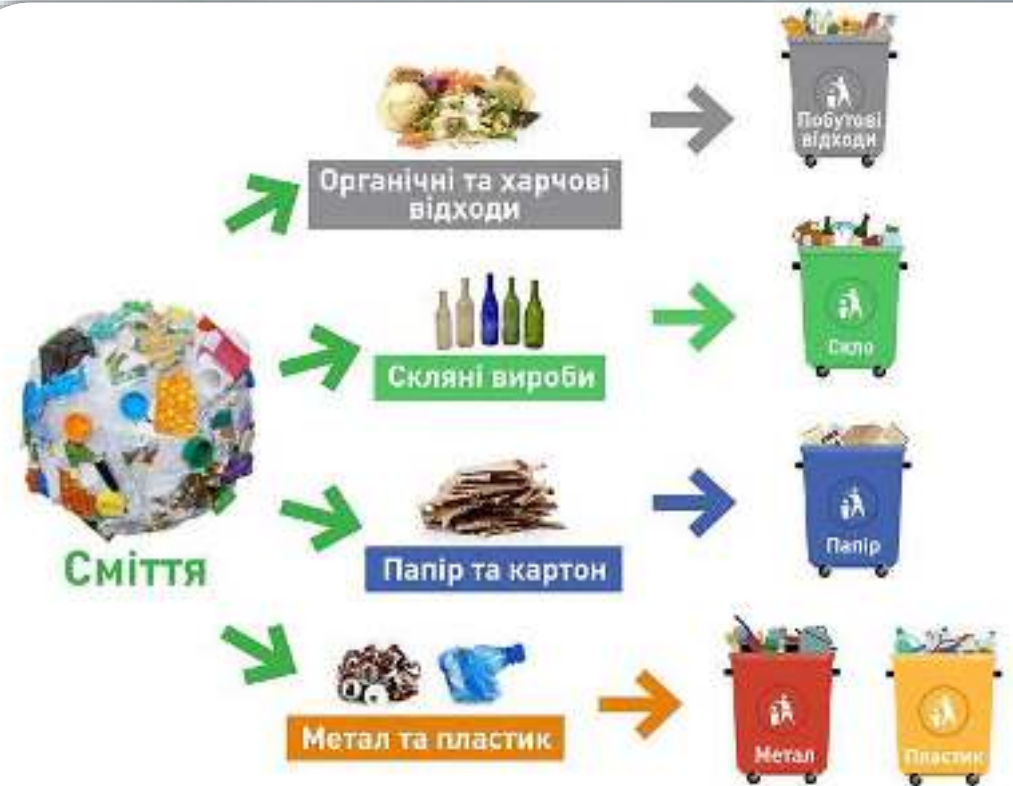 Органічні та харчові
відходи
Побутові
відходи
Скляні вироби
Скло
Сміття
Папір та картон
Папір
Метал та пластик
Метал
Пластик